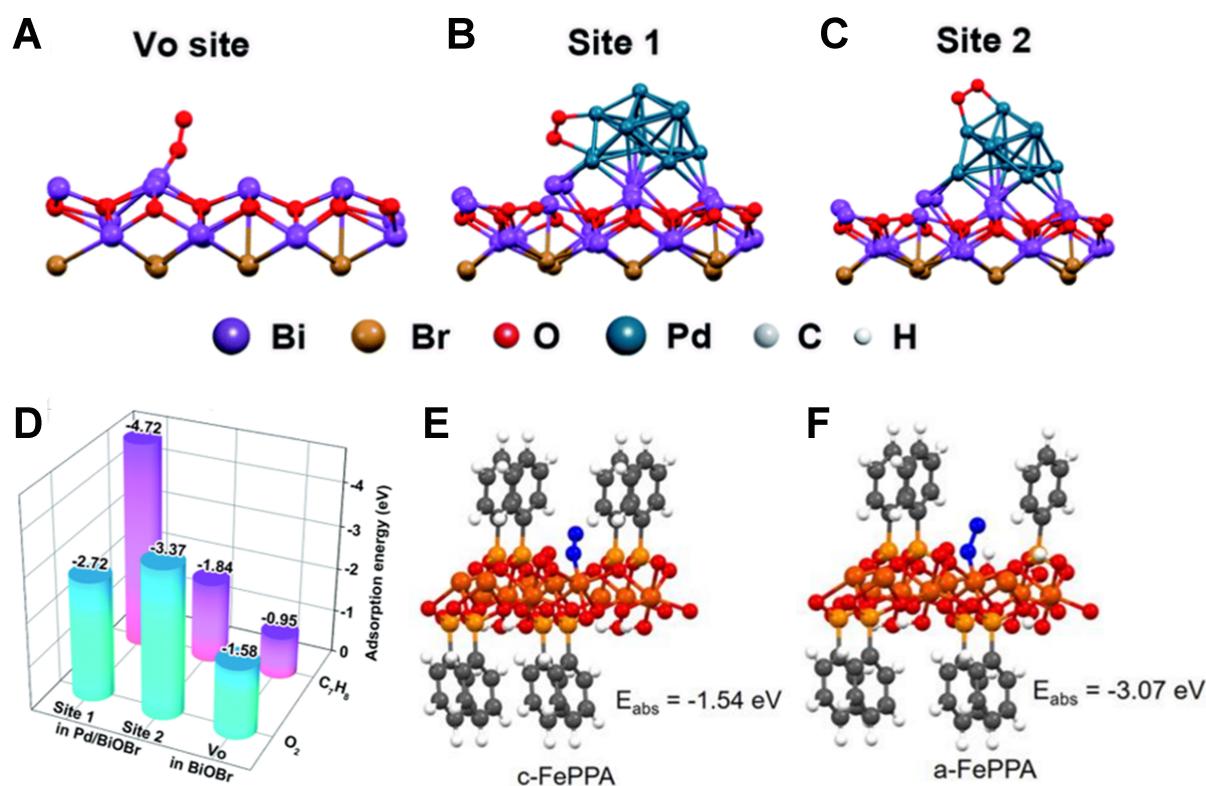 A
Vo site
B
Site 1
C
Site 2
Bi Br O Pd C H
D
-4.72
-2.72
-3.37
-1.84
-0.95
-1.58
-4
-3
-2
-1
0
Adsorption energy (eV)
C7H8
O2
Site 1
Site 2
in Pd/BiOBr
Vo
in BiOBr
E
Eabs = -1.54 eV
c-FePPA
F
Eabs = -3.07 eV
a-FePPA